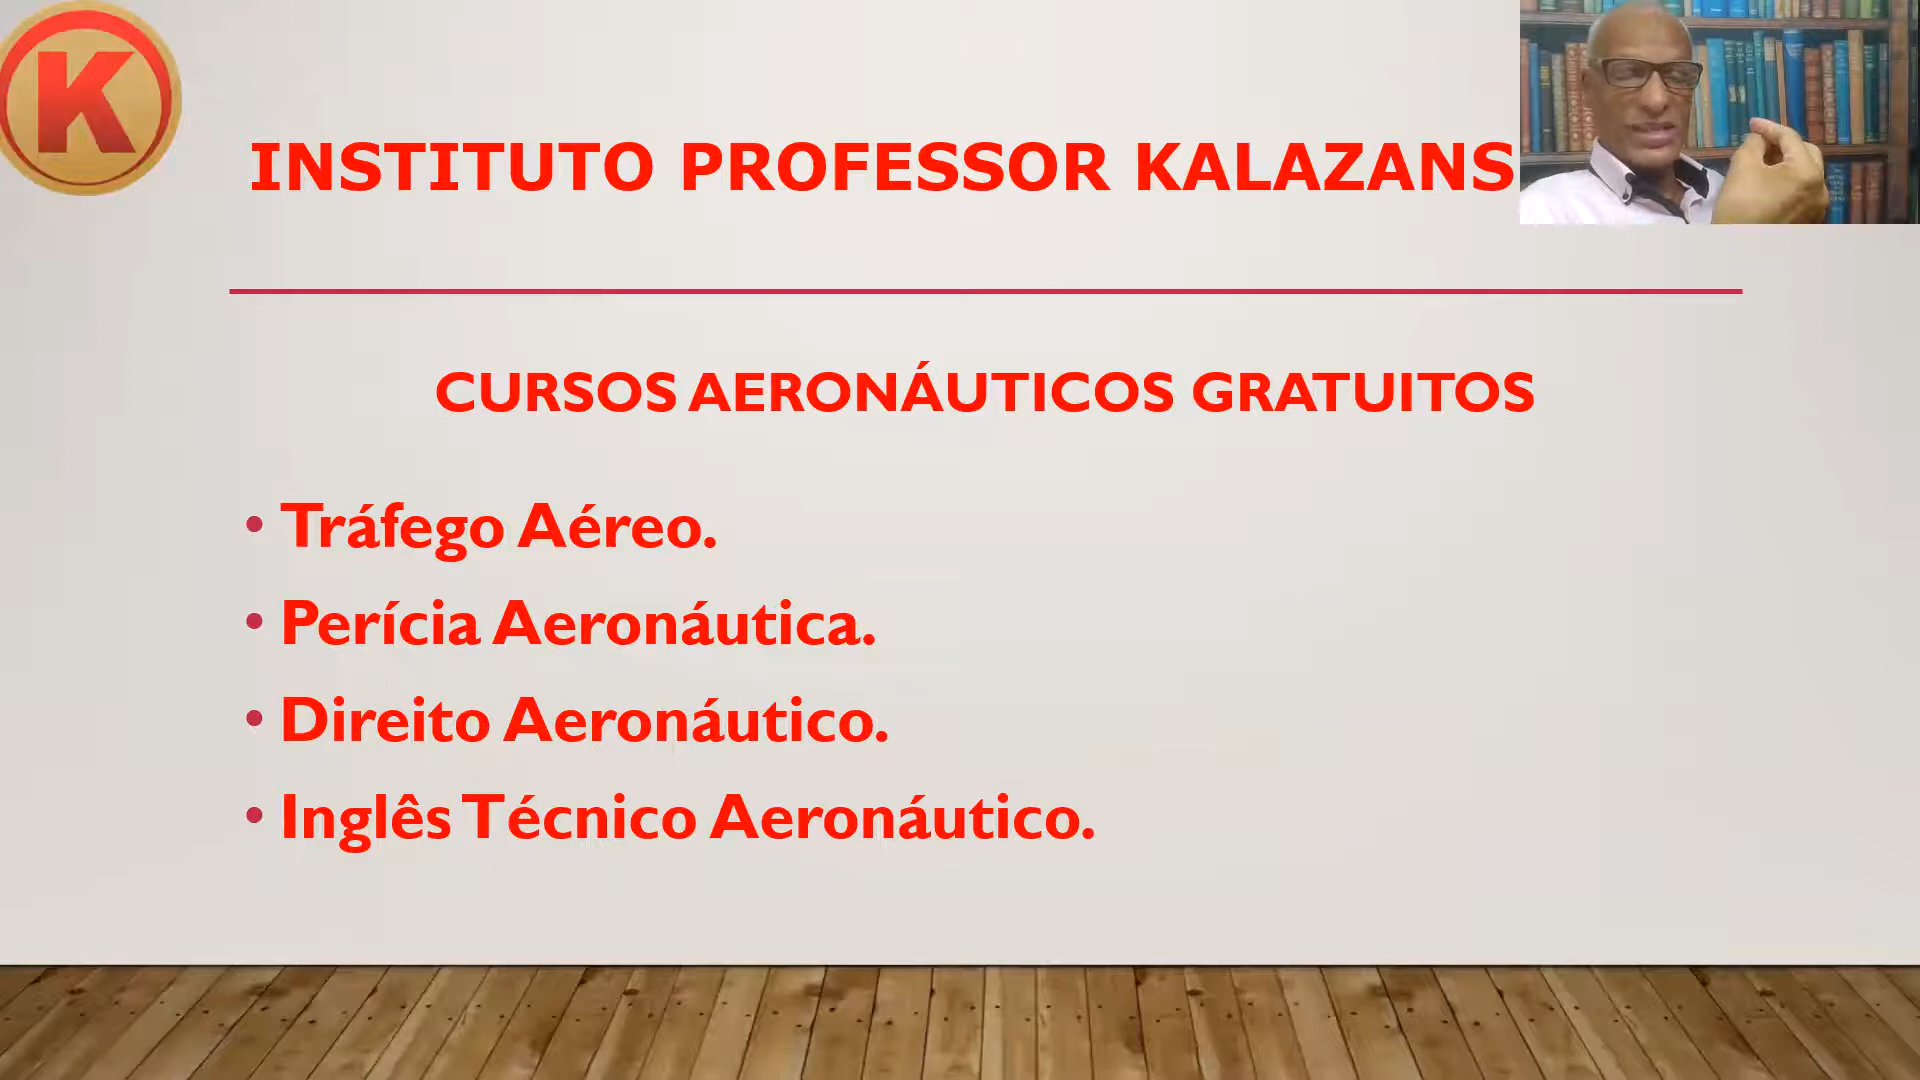 K
INSTITUTO PROFESSOR KALAZANS
CURSOS AERONÁUTICOS GRATUITOS
• Tráfego Aéreo.
• Perícia Aeronáutica.
• Direito Aeronáutico.
• Inglês Técnico Aeronáutico.